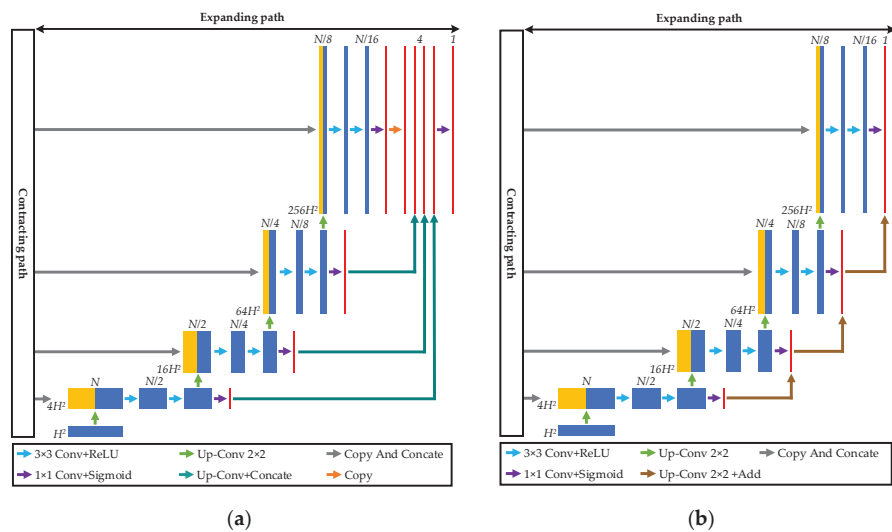 Expanding path
Contracting path
N/8
N/16
4
1
256H²
N/4
N/8
64H²
N/2
N/4
16H²
N
N/2
4H²
H²
3×3 Conv+ReLU
Up-Conv 2×2
Copy And Concate
1×1 Conv+Sigmoid
Up-Conv+Concate
Copy
(a)
Expanding path
Contracting path
N/8
N/16
1
256H²
N/4
N/8
64H²
N/2
N/4
16H²
N
N/2
4H²
H²
3×3 Conv+ReLU
Up-Conv 2×2
Copy And Concate
1×1 Conv+Sigmoid
Up-Conv 2×2 +Add
(b)